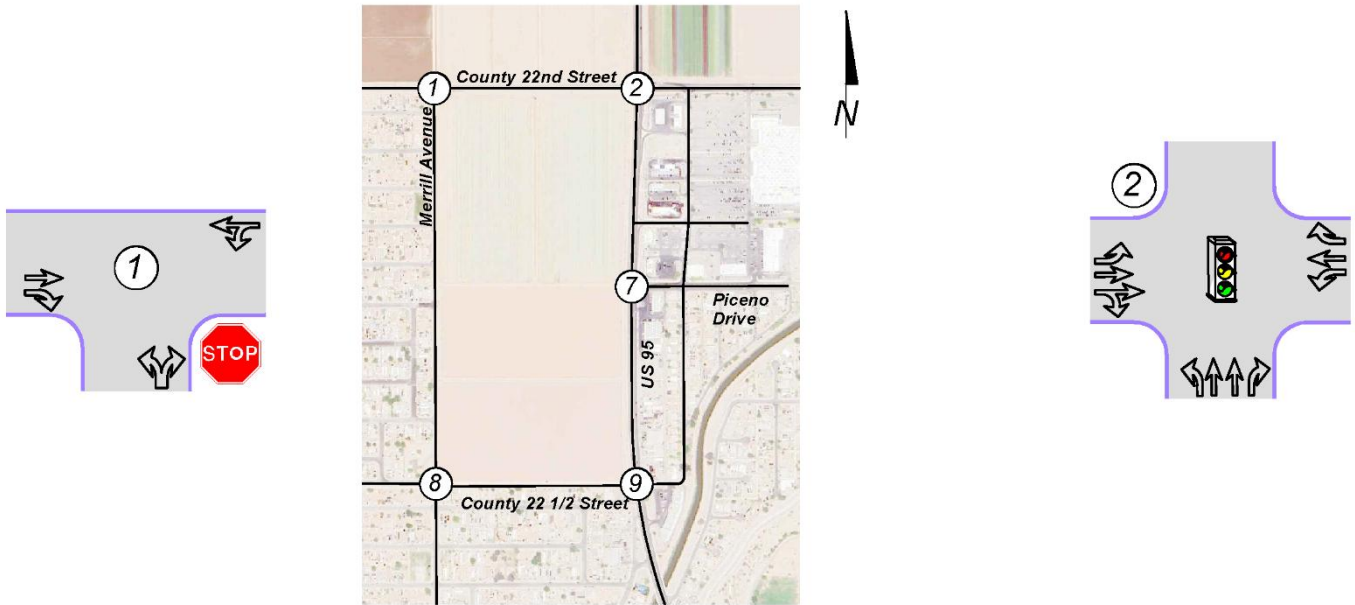 1
STOP
County 22nd Street
1
2
Merrill Avenue
7
Piceno
Drive
US 95
8
9
County 22 1/2 Street
N
2